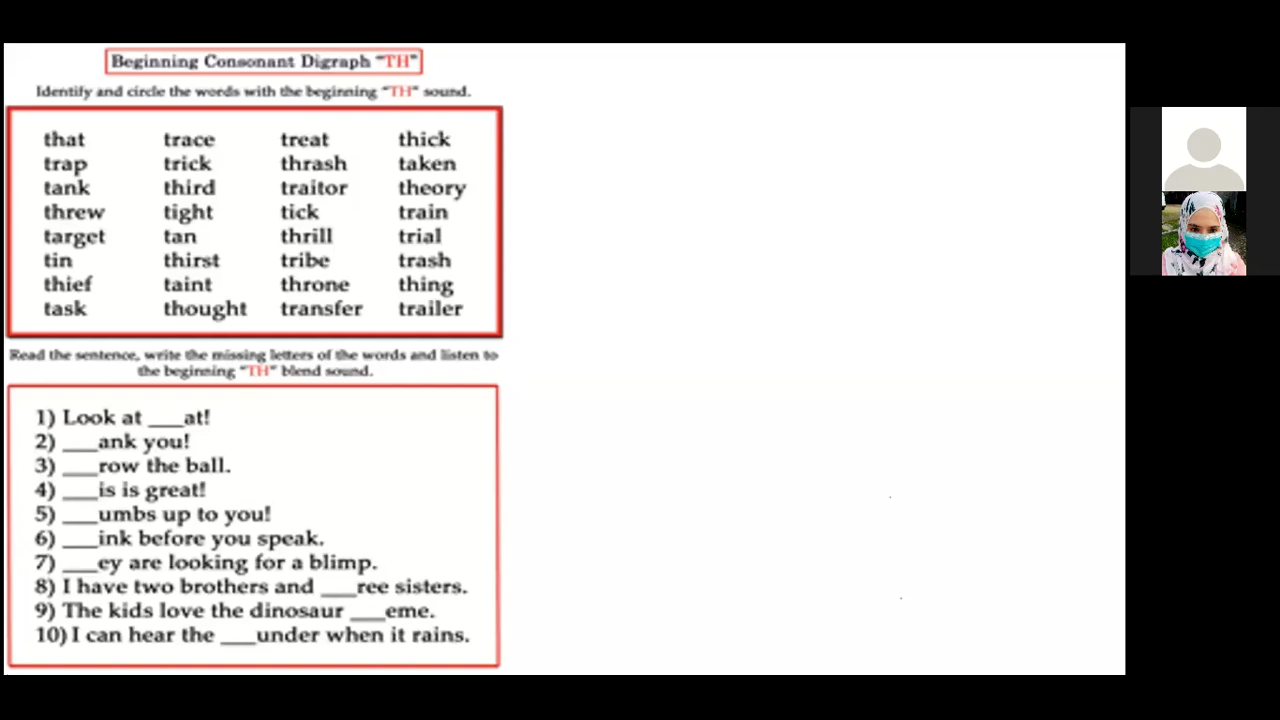 Beginning Consonant Digraph "TH"
Identify and circle the words with the beginning "TH" sound.
that trace treat thick
trap trick thrash taken
tank third traitor theory
threw tight tick train
target tan thrill trial
tin thirst tribe trash
thief taint throne thing
task thought transfer trailer
Read the sentence, write the missing letters of the words and listen to
the beginning "TH" blend sound.
1) Look at ___at!
2) ___ank you!
3) ___row the ball.
4) ___is is great!
5) ___umbs up to you!
6) ___ink before you speak.
7) ___ey are looking for a blimp.
8) I have two brothers and ___ree sisters.
9) The kids love the dinosaur ___eme.
10) I can hear the ___under when it rains.